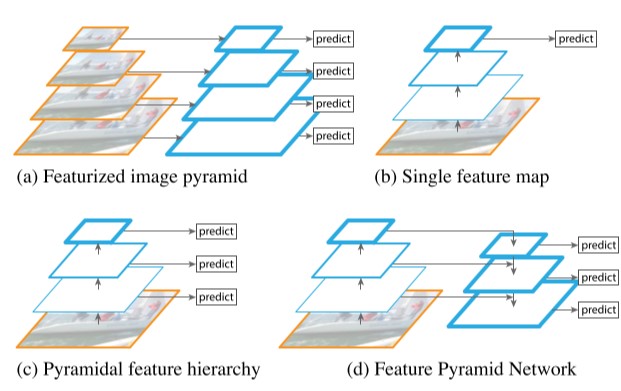 predict
predict
predict
predict
(a) Featurized image pyramid
predict
(b) Single feature map
predict
predict
predict
(c) Pyramidal feature hierarchy
predict
predict
predict
(d) Feature Pyramid Network